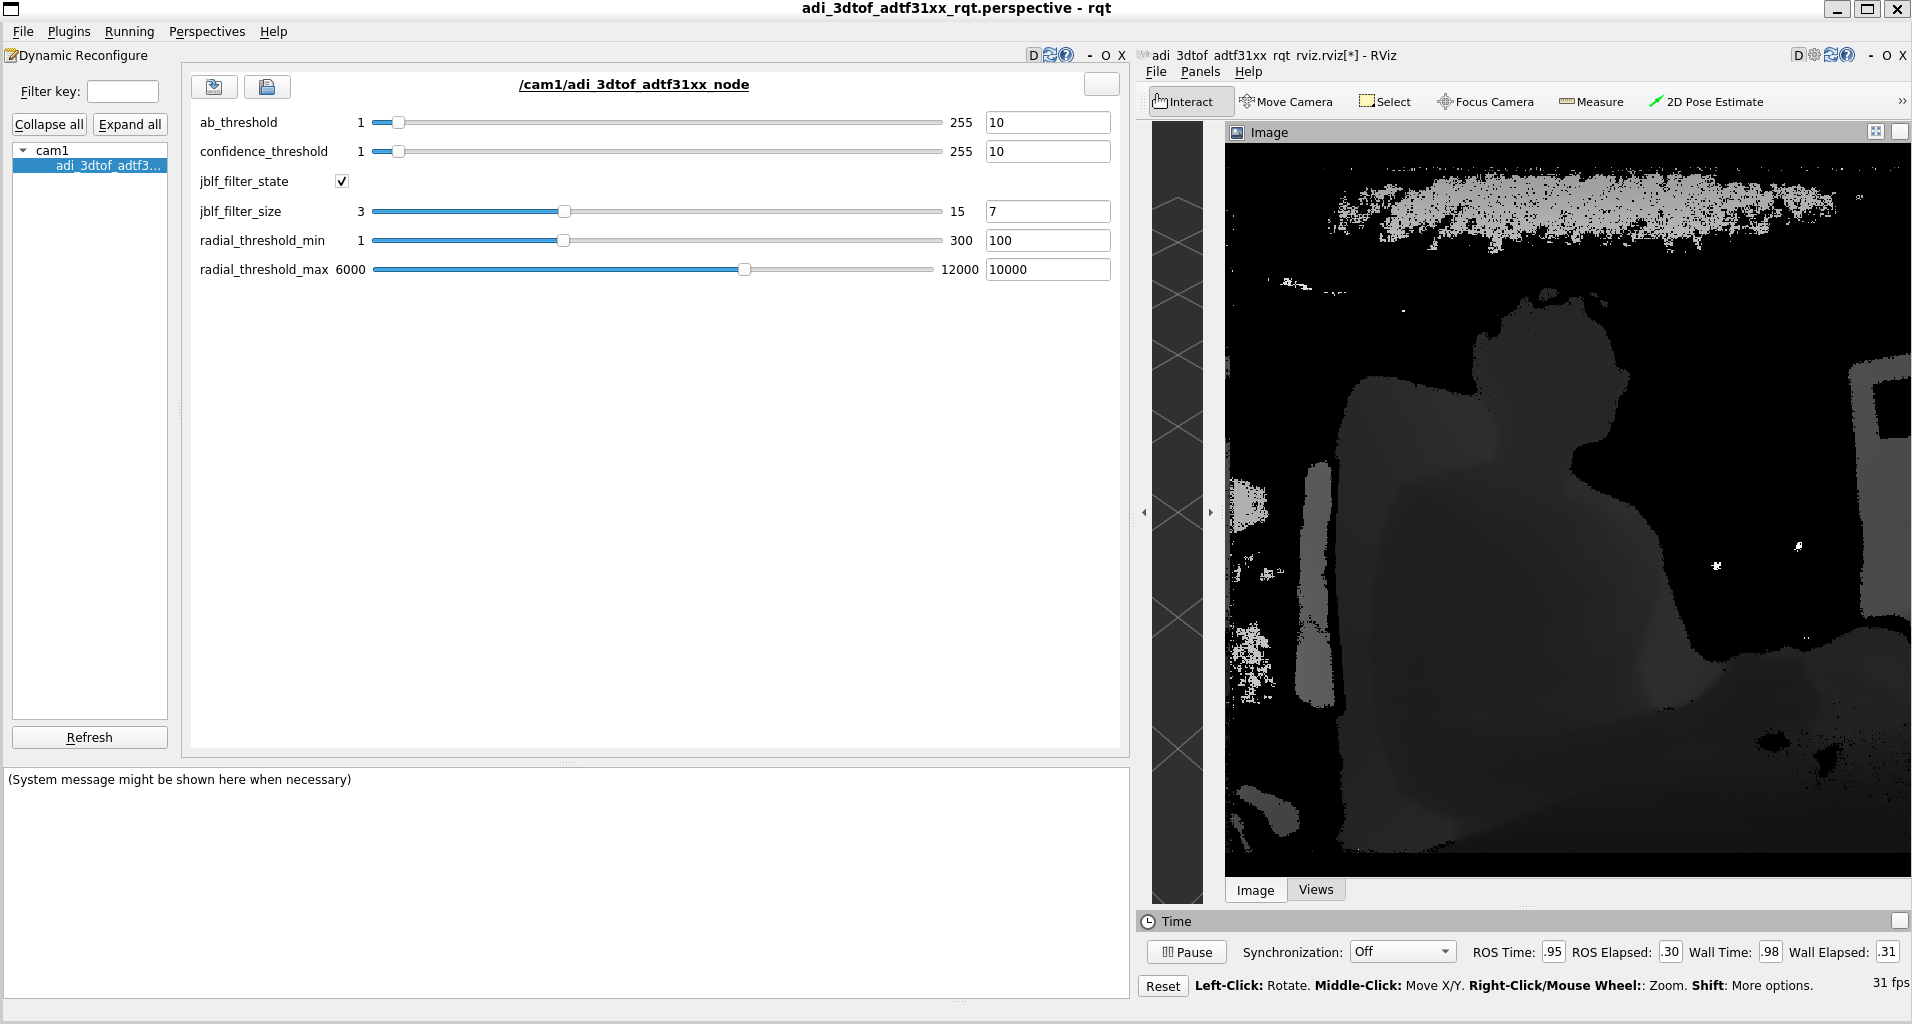 adi_3dtof_adtf31xx_rqt.perspective - rqt
File Plugins Running Perspectives Help
Dynamic Reconfigure D - O X
Filter key:
Collapse all Expand all
cam1
adi_3dtof_adtf3...
Refresh
/cam1/adi_3dtof_adtf31xx_node
ab_threshold 1 255 10
confidence_threshold 1 255 10
jblf_filter_state
jblf_filter_size 3 15 7
radial_threshold_min 1 300 100
radial_threshold_max 6000 12000 10000
(System message might be shown here when necessary)
adi 3dtof adtf31xx rqt rviz.rviz[*] - RViz D - O X
File Panels Help
Interact Move Camera Select Focus Camera Measure 2D Pose Estimate »
Image
Image Views
Time
Pause Synchronization: Off ROS Time: .95 ROS Elapsed: .30 Wall Time: .98 Wall Elapsed: .31
Reset Left-Click: Rotate. Middle-Click: Move X/Y. Right-Click/Mouse Wheel:: Zoom. Shift: More options. 31 fps